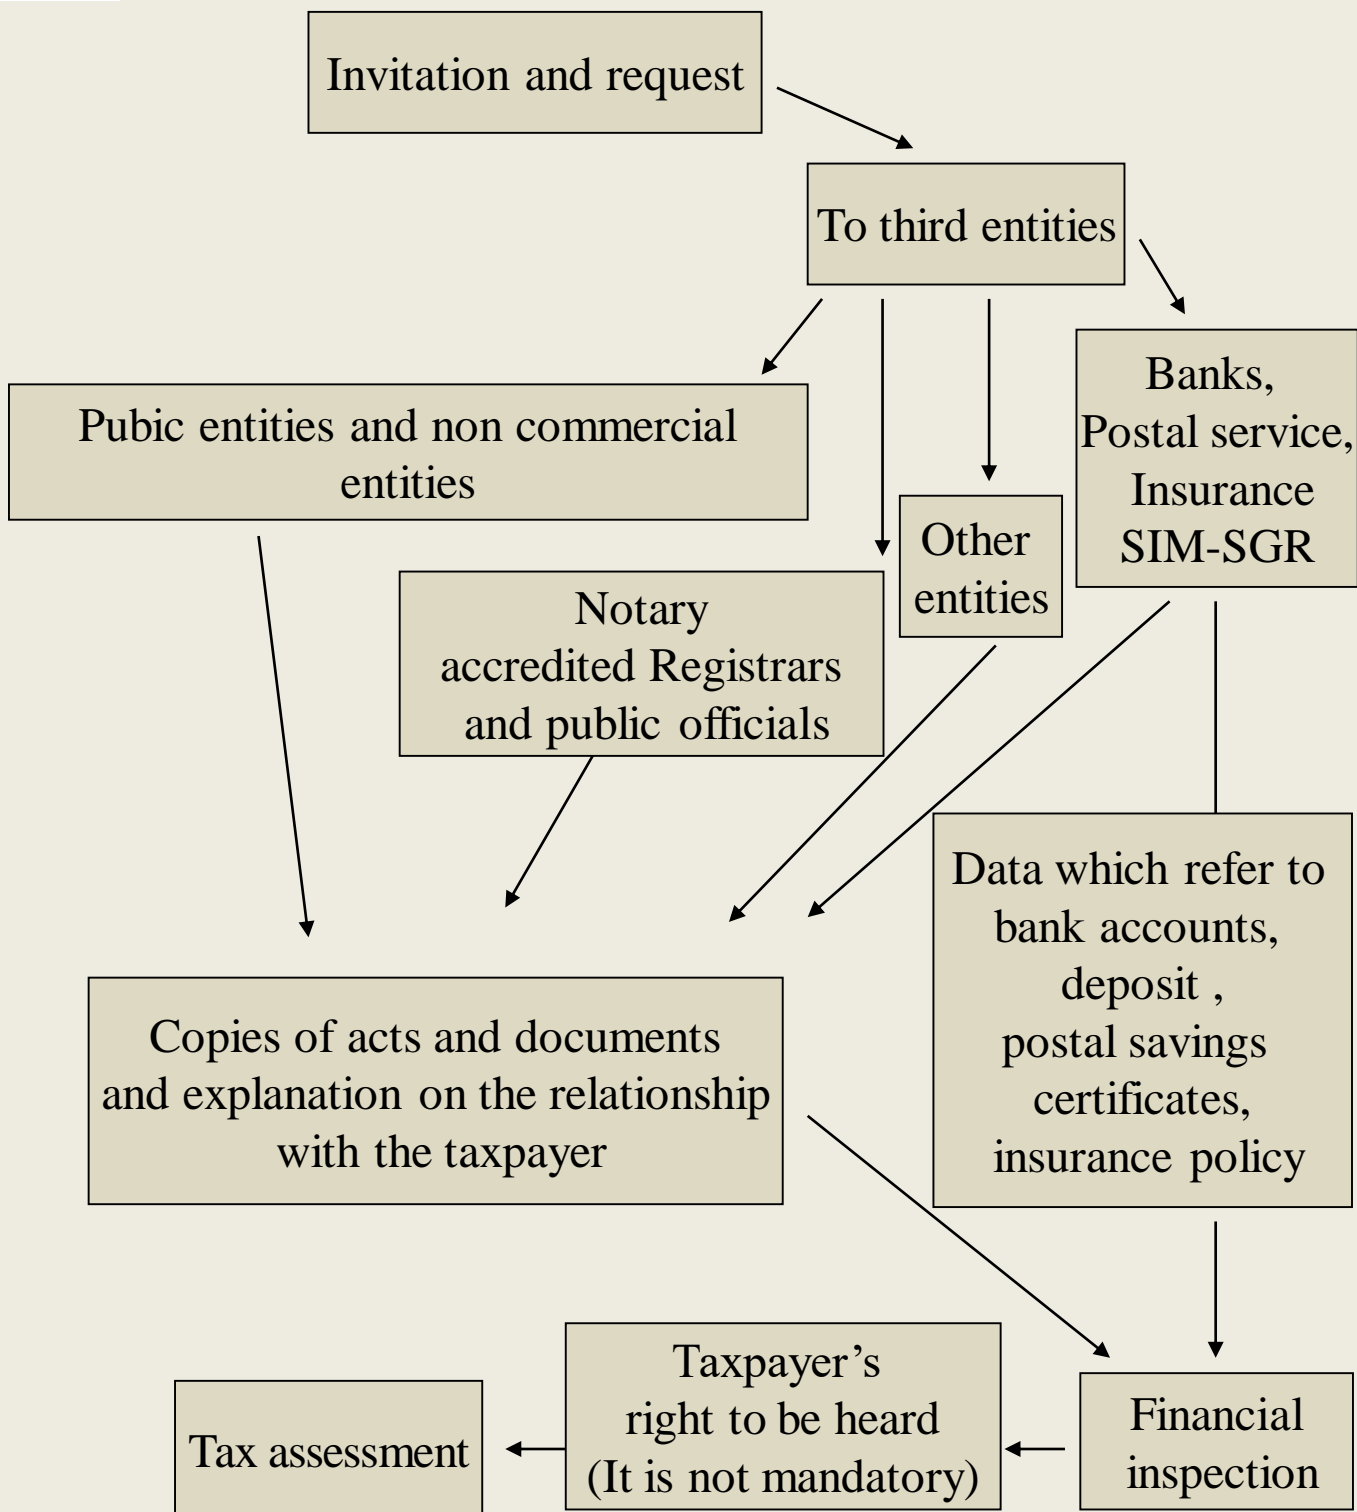 Invitation and request
To third entities
Pubic entities and non commercial
entities
Banks,
Postal service,
Insurance
SIM-SGR
Other
entities
Notary
accredited Registrars
and public officials
Data which refer to
bank accounts,
deposit ,
postal savings
certificates,
insurance policy
Copies of acts and documents
and explanation on the relationship
with the taxpayer
Taxpayer’s
right to be heard
(It is not mandatory)
Financial
inspection
Tax assessment